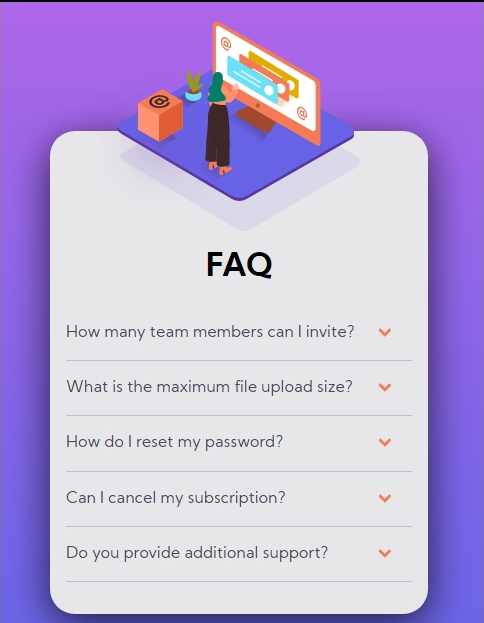 @
@
FAQ
How many team members can I invite?
What is the maximum file upload size?
How do I reset my password?
Can I cancel my subscription?
Do you provide additional support?